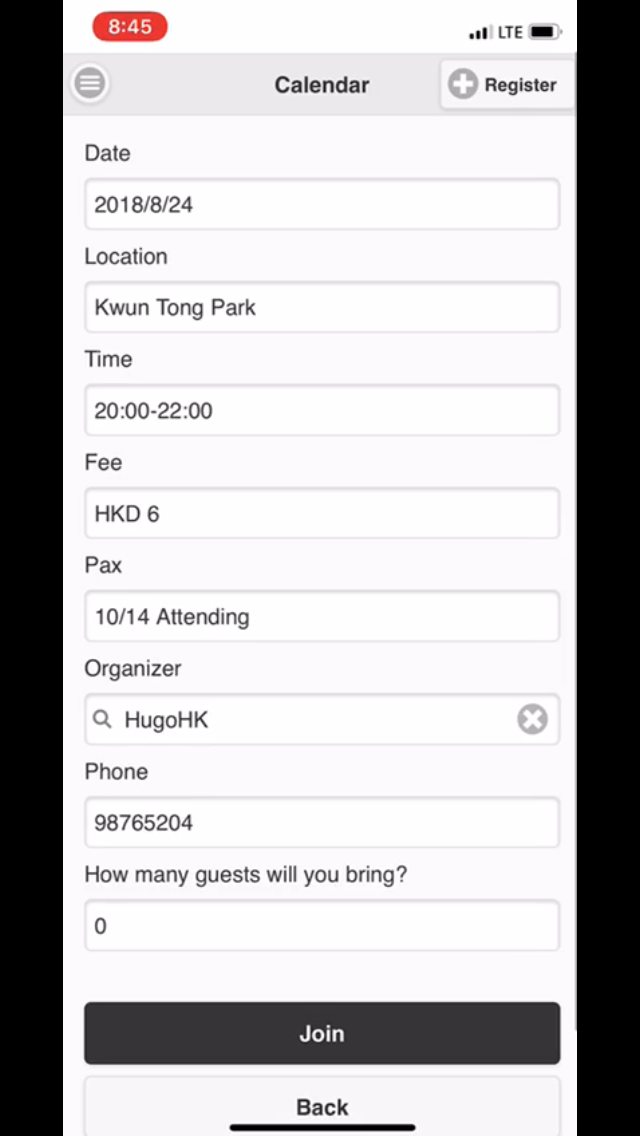 8:45
LTE
Calendar
Register
Date
2018/8/24
Location
Kwun Tong Park
Time
20:00-22:00
Fee
HKD 6
Pax
10/14 Attending
Organizer
HugoHK
Phone
98765204
How many guests will you bring?
0
Join
Back